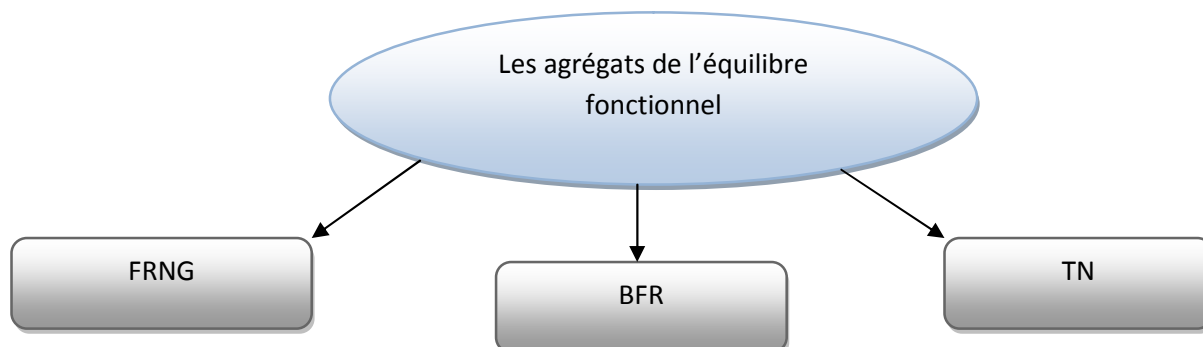 Les agrégats de l’équilibre
fonctionnel
FRNG
BFR
TN